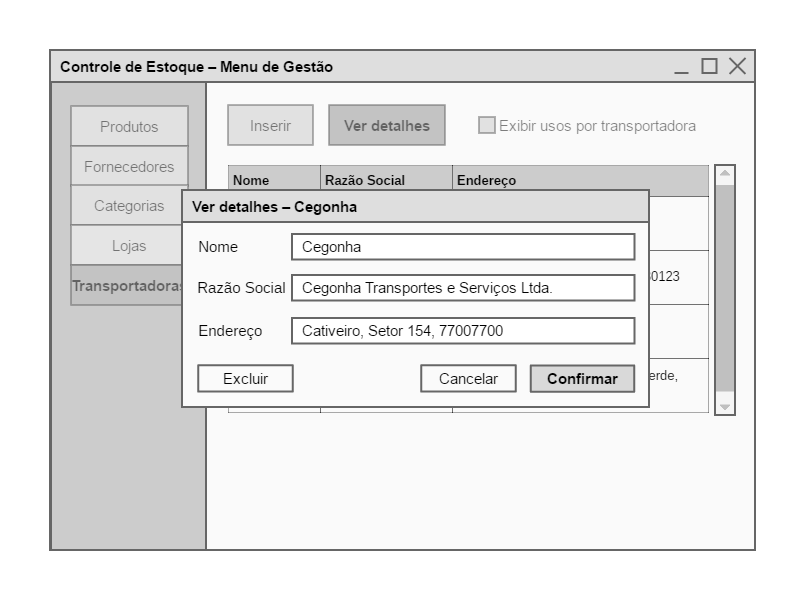 Controle de Estoque – Menu de Gestão
Produtos
Fornecedores
Categorias
Lojas
Transportadoras
Inserir
Ver detalhes
Exibir usos por transportadora
Nome
Razão Social
Endereço
0123
erde,
Ver detalhes – Cegonha
Nome
Cegonha
Razão Social
Cegonha Transportes e Serviços Ltda.
Endereço
Cativeiro, Setor 154, 77007700
Excluir
Cancelar
Confirmar